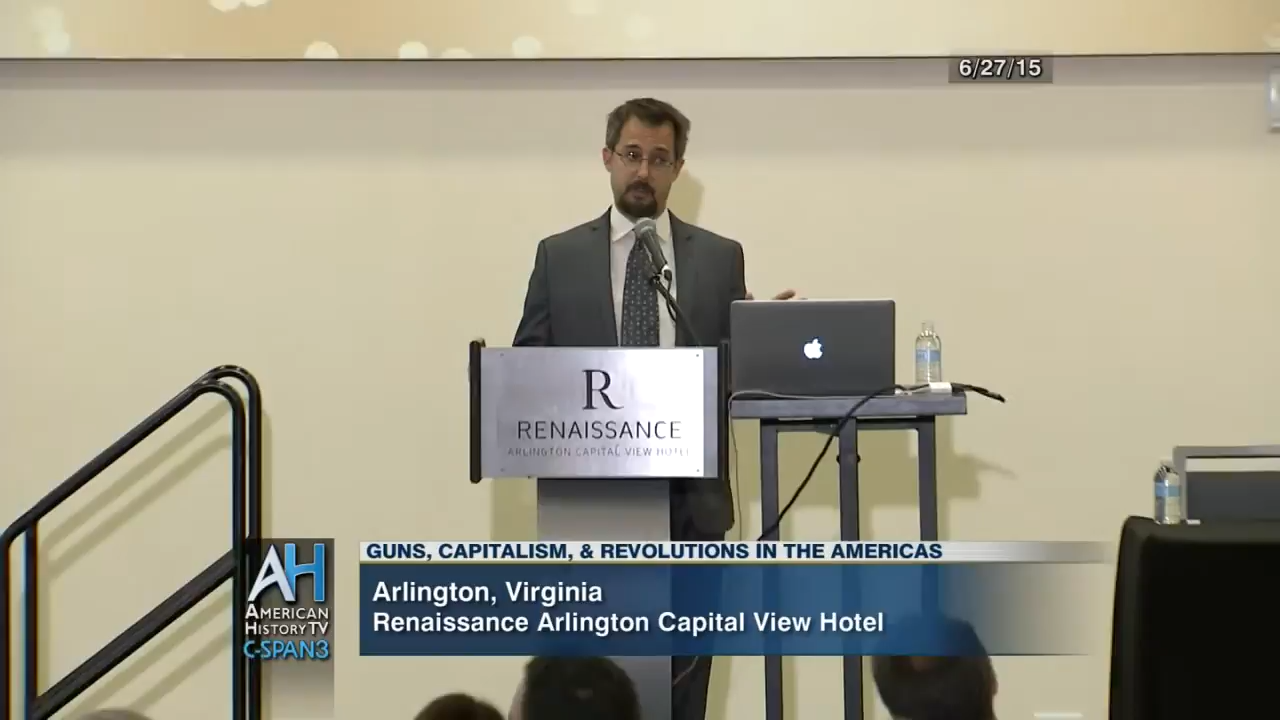 6/27/15
R
RENAISSANCE
ARLINGTON CAPITAL VIEW HOTEL
GUNS, CAPITALISM, & REVOLUTIONS IN THE AMERICAS
Arlington, Virginia
Renaissance Arlington Capital View Hotel
AH
AMERICAN
HISTORY TV
C-SPAN3